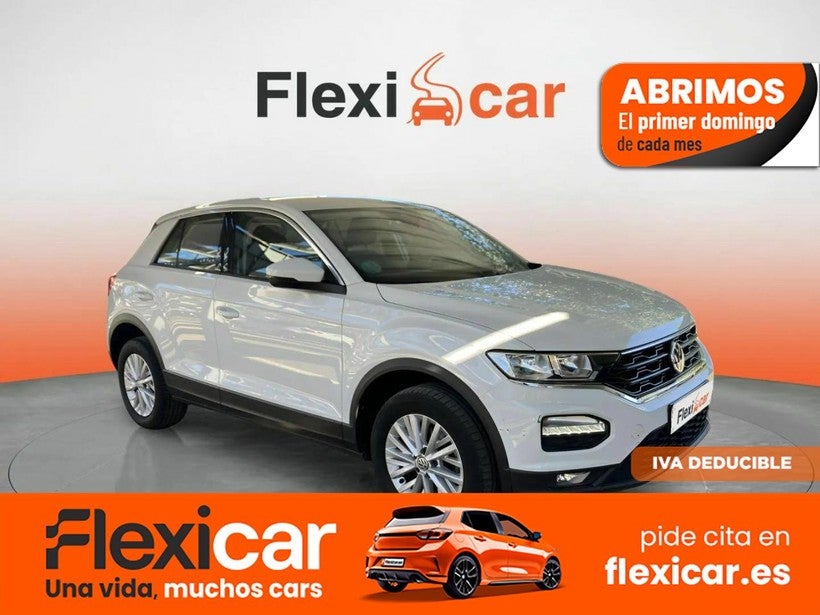 Flexicar
ABRIMOS
El primer domingo
de cada mes
Flexicar
IVA DEDUCIBLE
Flexicar
Una vida, muchos cars
pide cita en
flexicar.es